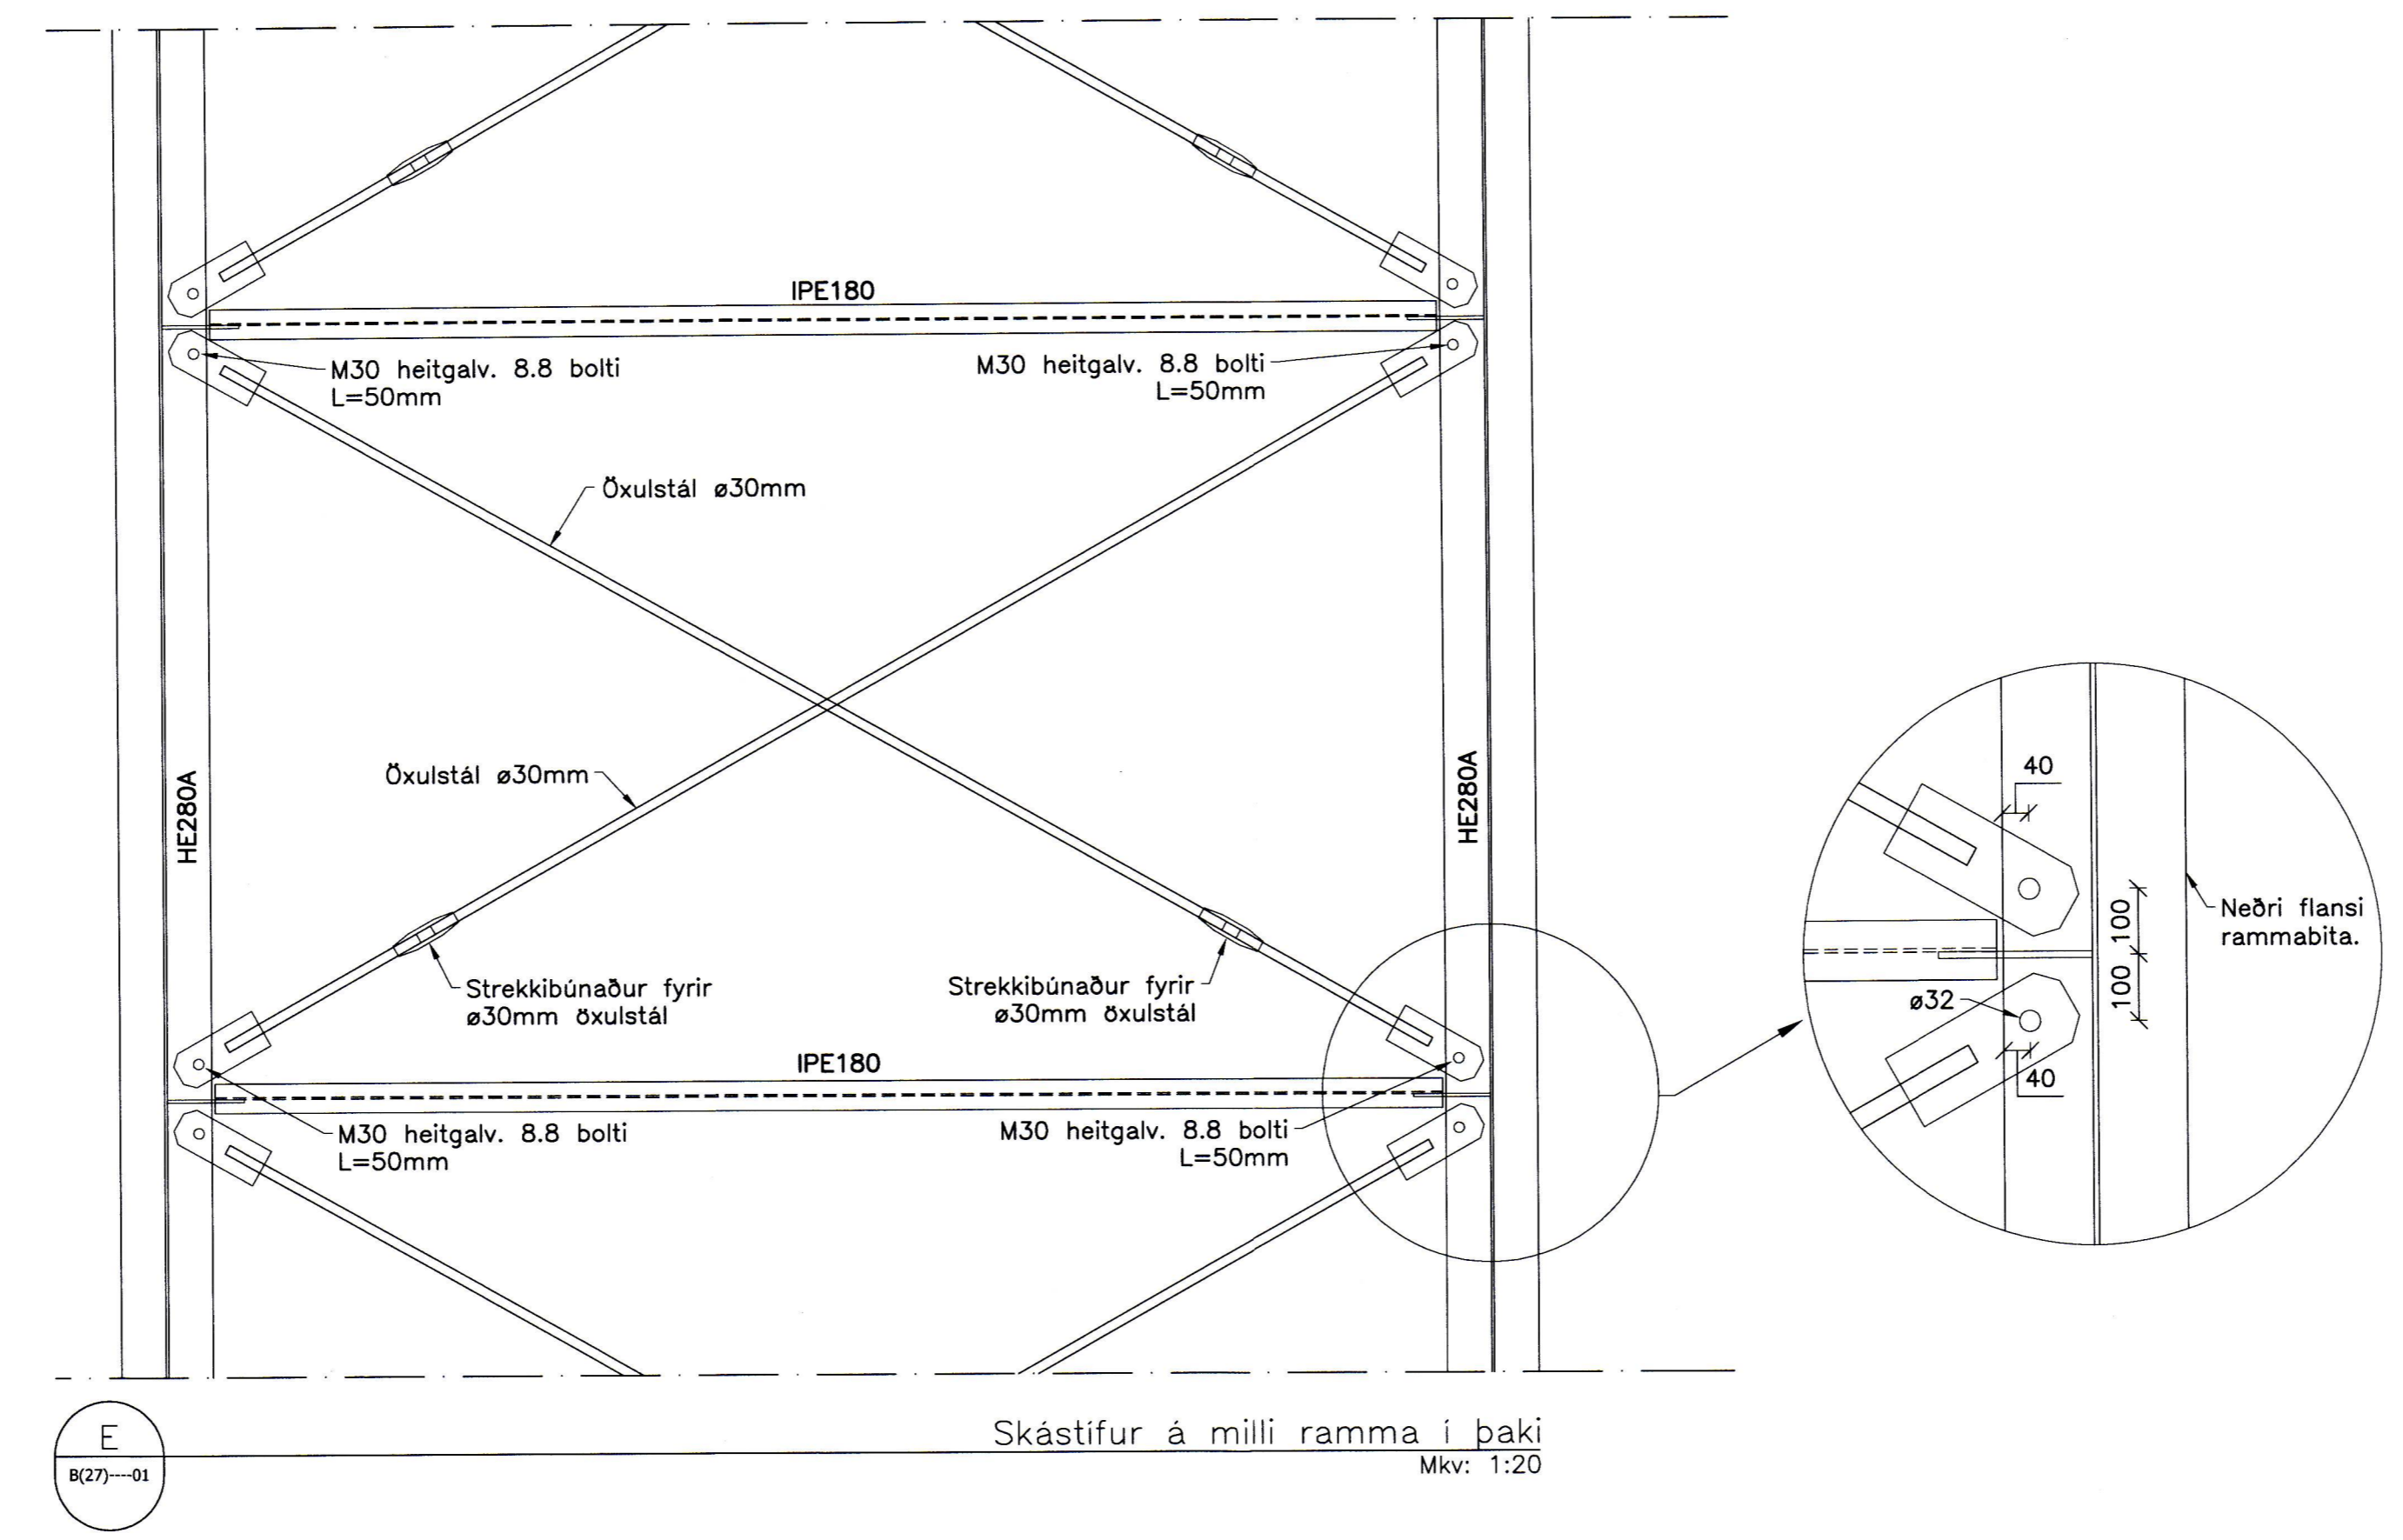 IPE180
M30 heitgalv. 8.8 bolti
L=50mm
M30 heitgalv. 8.8 bolti
L=50mm
Öxulstál ø30mm
Öxulstál ø30mm
HE280A
HE280A
40
Neðri flansi
rammabita.
100
100
ø32
40
Strekkibúnaður fyrir
ø30mm öxulstál
Strekkibúnaður fyrir
ø30mm öxulstál
IPE180
M30 heitgalv. 8.8 bolti
L=50mm
M30 heitgalv. 8.8 bolti
L=50mm
E
B(27)----01
Skástífur á milli ramma í þaki
Mkv: 1:20